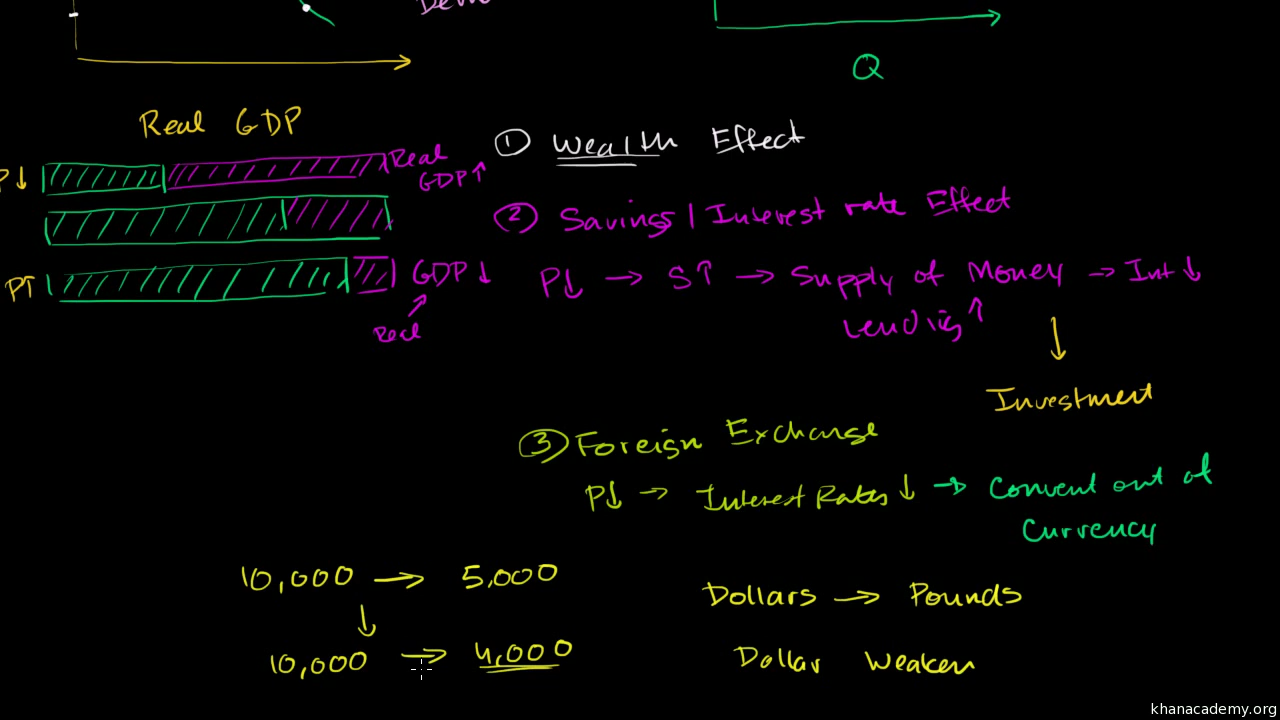 Real GDP
Q
① Wealth Effect
P↓
Real
GDP↑
② Savings / Interest rate Effect
P↑
GDP↓
Real
P↓ → S↑ → Supply of Money → Int↓
Lending ↑
↓
Investment
③ Foreign Exchange
P↓ → Interest Rates ↓ → Convert out of
Currency
10,000 → 5,000
Dollars → Pounds
↓
10,000 → 4,000
Dollar Weaken
khanacademy.org